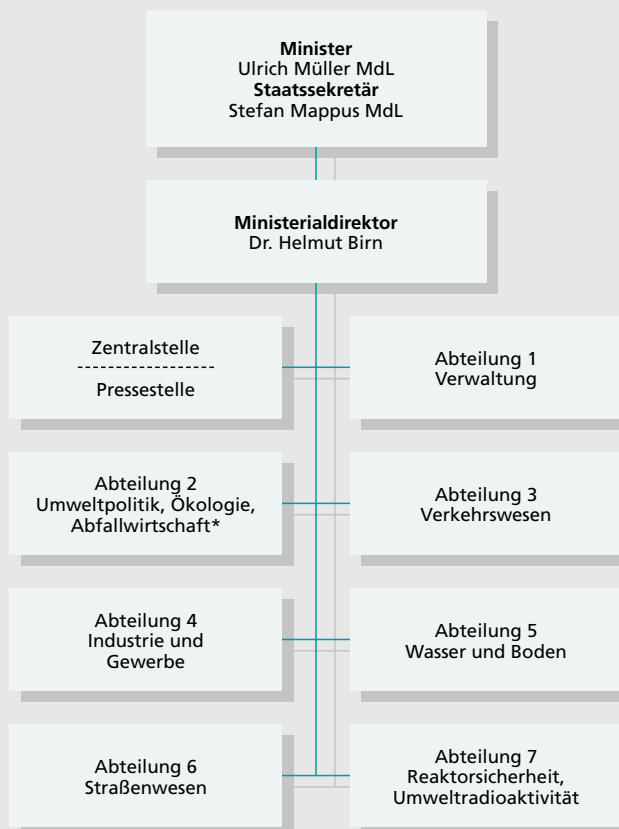 Minister
Ulrich Müller MdL
Staatssekretär
Stefan Mappus MdL
Ministerialdirektor
Dr. Helmut Birn
Zentralstelle
Pressestelle
Abteilung 1
Verwaltung
Abteilung 2
Umweltpolitik, Ökologie,
Abfallwirtschaft*
Abteilung 3
Verkehrswesen
Abteilung 4
Industrie und
Gewerbe
Abteilung 5
Wasser und Boden
Abteilung 6
Straßenwesen
Abteilung 7
Reaktorsicherheit,
Umweltradioaktivität